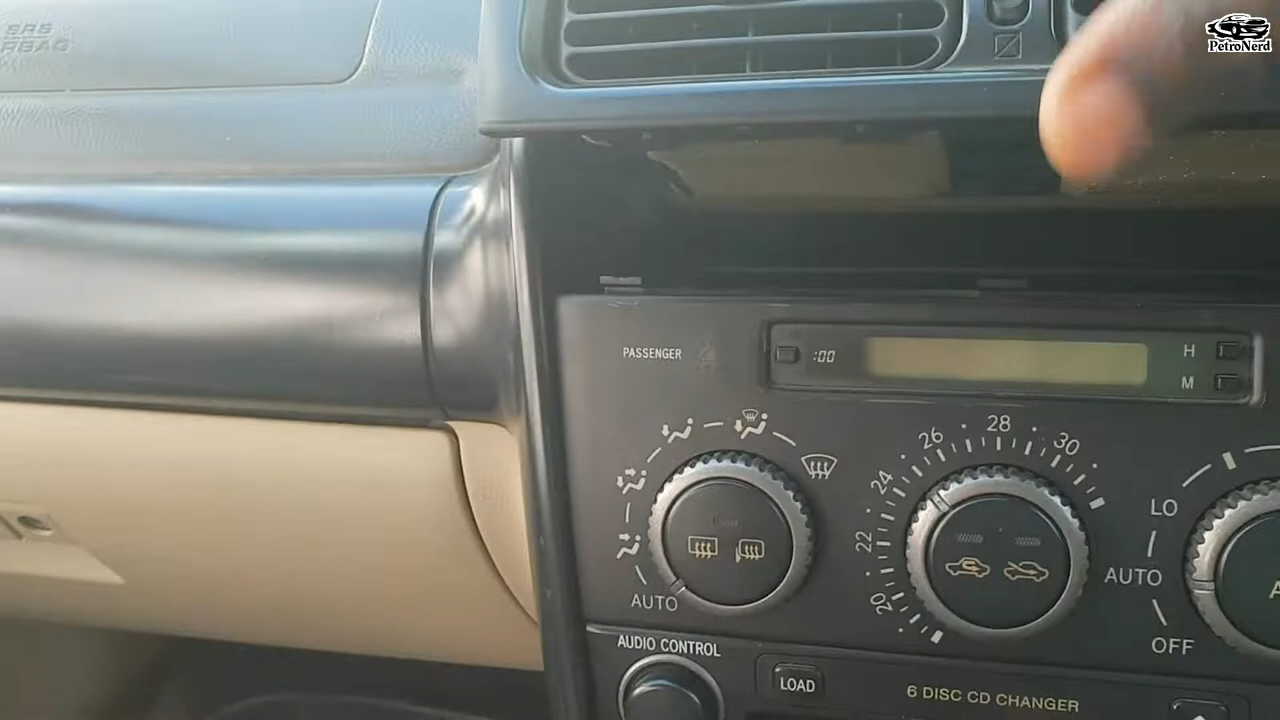 SRS
RBAG
PetroNerd
PASSENGER
:00
H
M
26 28 30
24
22
20
LO
AUTO
OFF
AUTO
A
AUDIO CONTROL
LOAD
6 DISC CD CHANGER